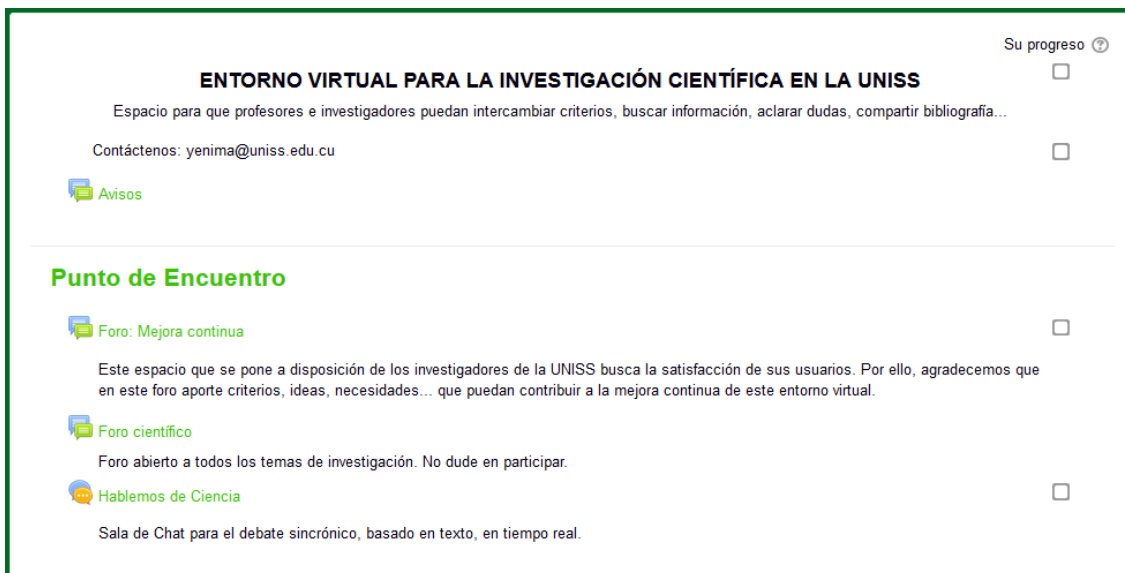 Su progreso
ENTORNO VIRTUAL PARA LA INVESTIGACIÓN CIENTÍFICA EN LA UNISS
Espacio para que profesores e investigadores puedan intercambiar criterios, buscar información, aclarar dudas, compartir bibliografía...
Contáctenos: yenima@uniss.edu.cu
Avisos
Punto de Encuentro
Foro: Mejora continua
Este espacio que se pone a disposición de los investigadores de la UNISS busca la satisfacción de sus usuarios. Por ello, agradecemos que
en este foro aporte criterios, ideas, necesidades... que puedan contribuir a la mejora continua de este entorno virtual.
Foro científico
Foro abierto a todos los temas de investigación. No dude en participar.
Hablemos de Ciencia
Sala de Chat para el debate sincrónico, basado en texto, en tiempo real.